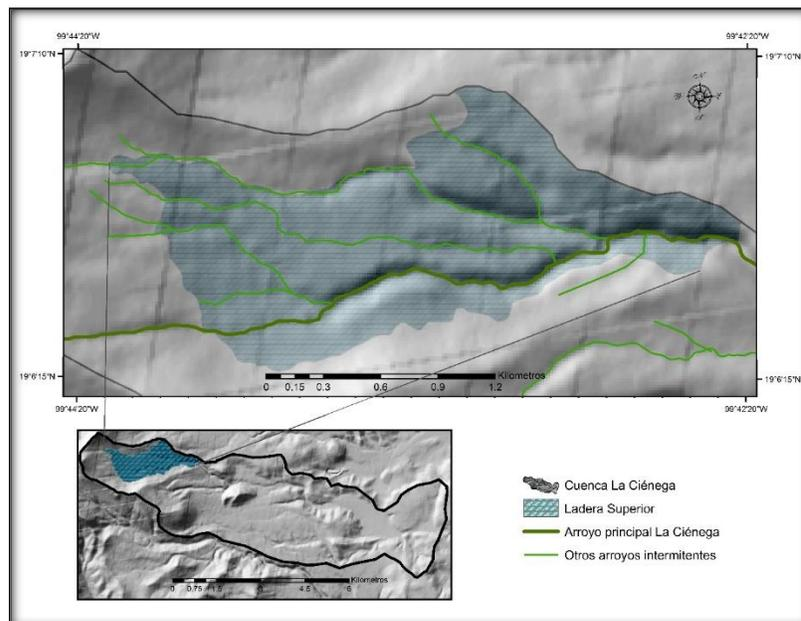 99°44'20"W 99°42'20"W
19°7'10"N 19°7'10"N
N
Kilometros
0 0.15 0.3 0.6 0.9 1.2
19°6'15"N 19°6'15"N
99°44'20"W 99°42'20"W
Cuenca La Ciénega
Ladera Superior
Arroyo principal La Ciénega
Otros arroyos intermitentes
Kilometros
0 0.75 1.5 3 4.5 6